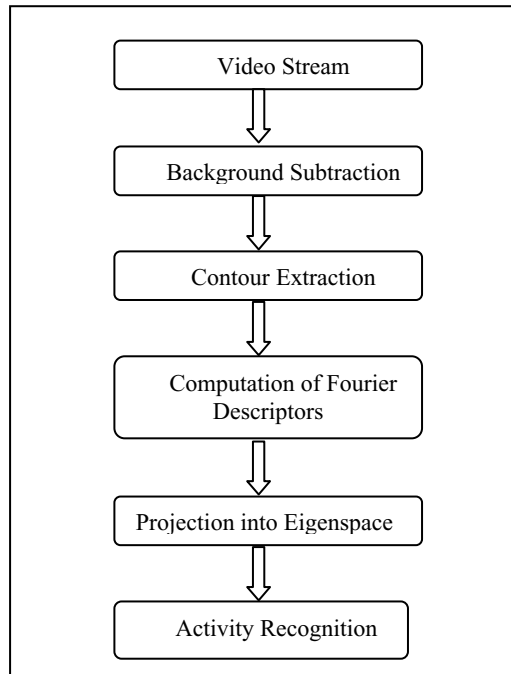 Video Stream
Background Subtraction
Contour Extraction
Computation of Fourier
Descriptors
Projection into Eigenspace
Activity Recognition